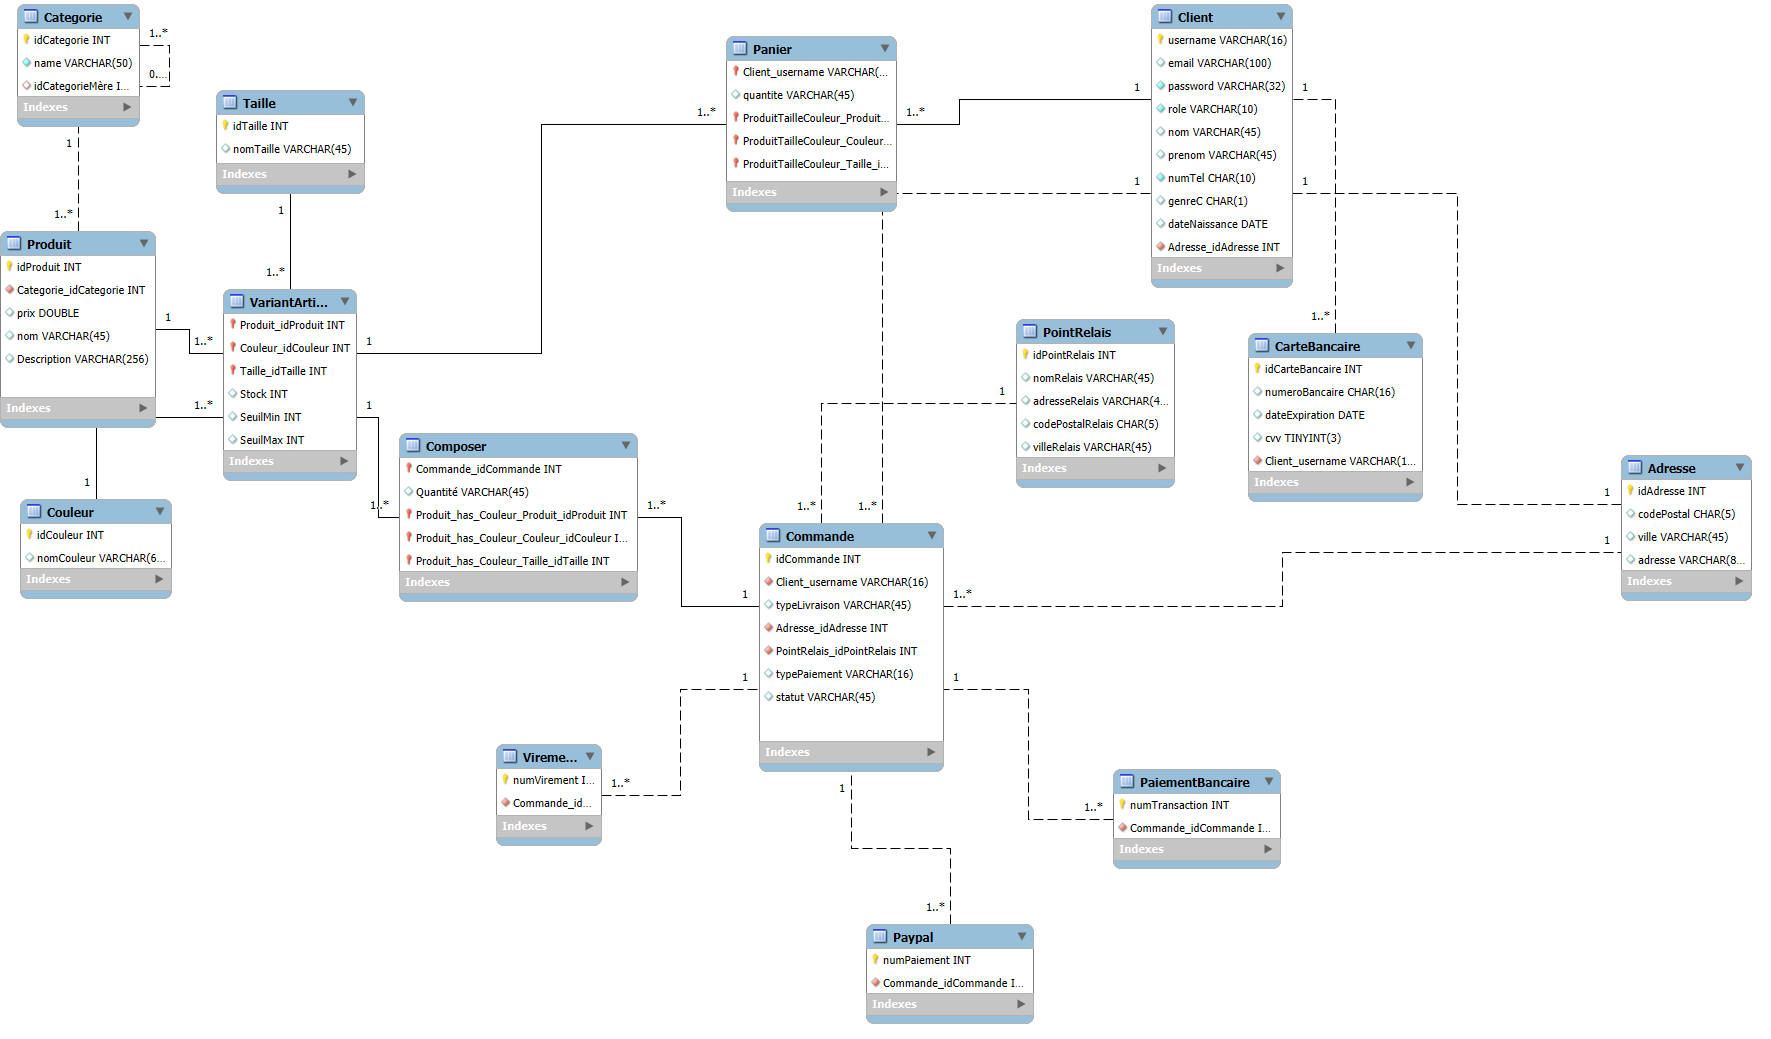 Categorie
idCategorie INT
name VARCHAR(50)
idCategorieMère I...
Indexes
1..*
0....
1
1..*
Taille
idTaille INT
nomTaille VARCHAR(45)
Indexes
1
1..*
Produit
idProduit INT
Categorie_idCategorie INT
prix DOUBLE
nom VARCHAR(45)
Description VARCHAR(256)
Indexes
1
1..*
1..*
1
VariantArti...
Produit_idProduit INT
Couleur_idCouleur INT
Taille_idTaille INT
Stock INT
SeuilMin INT
SeuilMax INT
Indexes
1
1
1..*
Couleur
idCouleur INT
nomCouleur VARCHAR(6...
Indexes
Composer
Commande_idCommande INT
Quantité VARCHAR(45)
Produit_has_Couleur_Produit_idProduit INT
Produit_has_Couleur_Couleur_idCouleur I...
Produit_has_Couleur_Taille_idTaille INT
Indexes
1..*
1
Panier
Client_username VARCHAR(...
quantite VARCHAR(45)
ProduitTailleCouleur_Produit...
ProduitTailleCouleur_Couleur...
ProduitTailleCouleur_Taille_i...
Indexes
1..*
1..*
1
1
Client
username VARCHAR(16)
email VARCHAR(100)
password VARCHAR(32)
role VARCHAR(10)
nom VARCHAR(45)
prenom VARCHAR(45)
numTel CHAR(10)
genreC CHAR(1)
dateNaissance DATE
Adresse_idAdresse INT
Indexes
1
1
1..*
PointRelais
idPointRelais INT
nomRelais VARCHAR(45)
adresseRelais VARCHAR(4...
codePostalRelais CHAR(5)
villeRelais VARCHAR(45)
Indexes
1
1..*
1..*
CarteBancaire
idCarteBancaire INT
numeroBancaire CHAR(16)
dateExpiration DATE
cvv TINYINT(3)
Client_username VARCHAR(1...
Indexes
Adresse
idAdresse INT
codePostal CHAR(5)
ville VARCHAR(45)
adresse VARCHAR(8...
Indexes
1
1
Commande
idCommande INT
Client_username VARCHAR(16)
typeLivraison VARCHAR(45)
Adresse_idAdresse INT
PointRelais_idPointRelais INT
typePaiement VARCHAR(16)
statut VARCHAR(45)
Indexes
1..*
1
1
1
Vireme...
numVirement I...
Commande_id...
Indexes
1..*
PaiementBancaire
numTransaction INT
Commande_idCommande I...
Indexes
1..*
Paypal
numPaiement INT
Commande_idCommande I...
Indexes
1..*